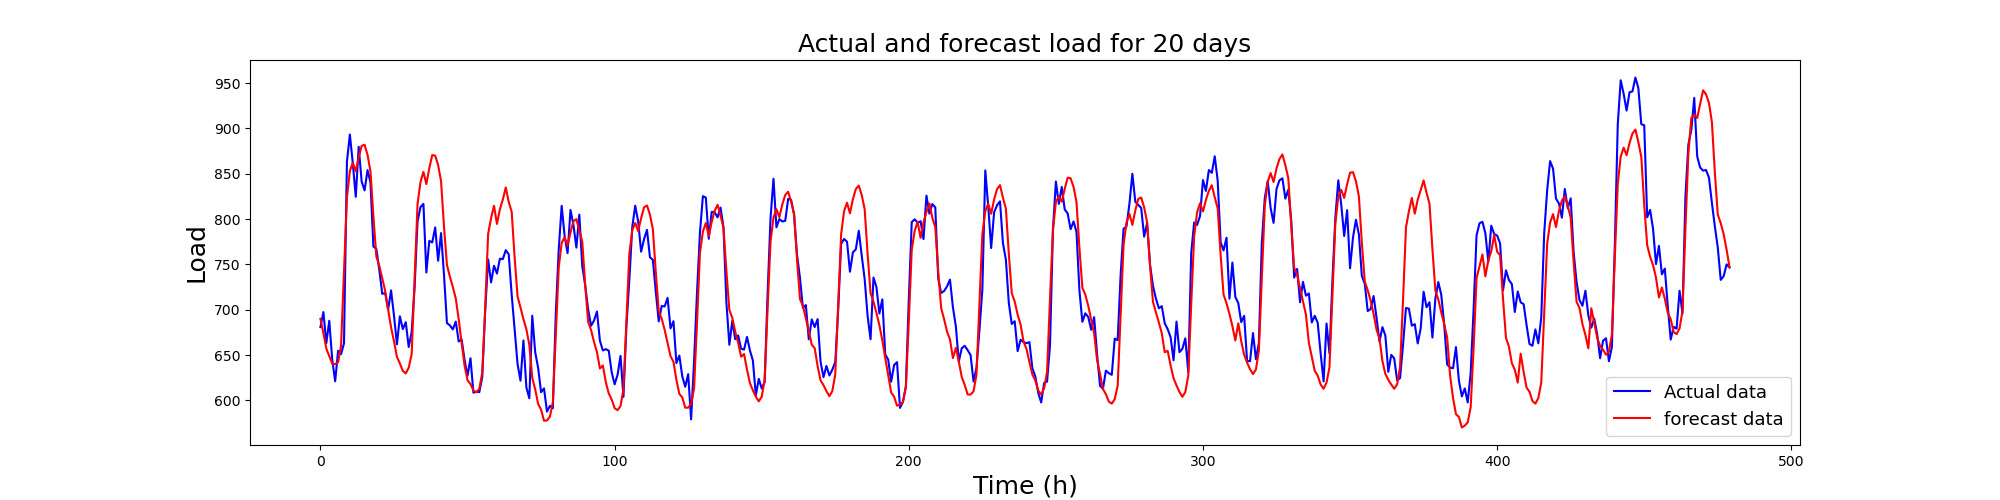 Actual and forecast load for 20 days
Load
950
900
850
800
750
700
650
600
0
100
200
300
400
500
Time (h)
Actual data
forecast data